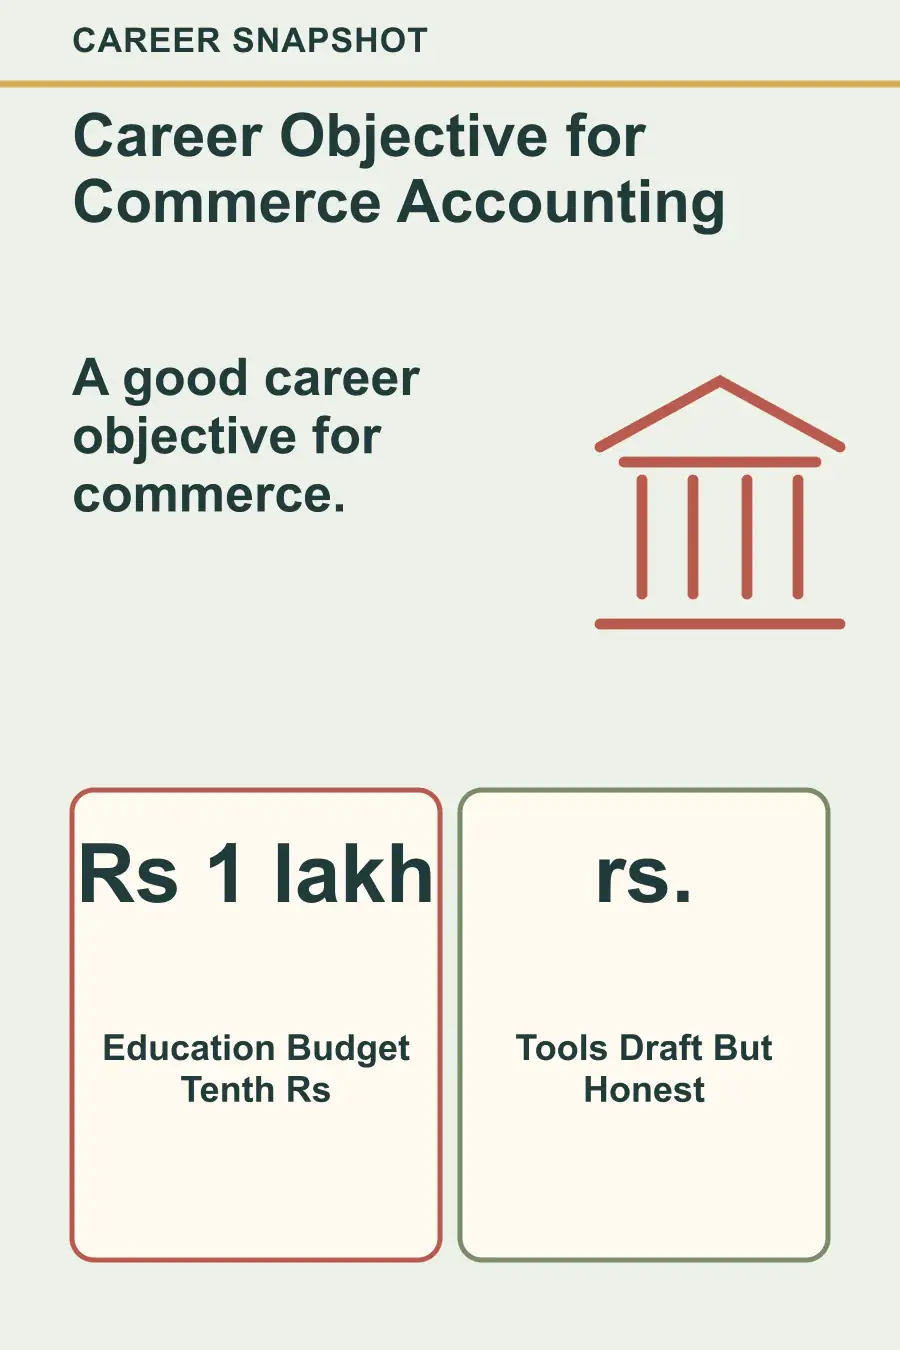 CAREER SNAPSHOT
Career Objective for
Commerce Accounting
A good career
objective for
commerce.
Rs 1 lakh
Education Budget
Tenth Rs
rs.
Tools Draft But
Honest